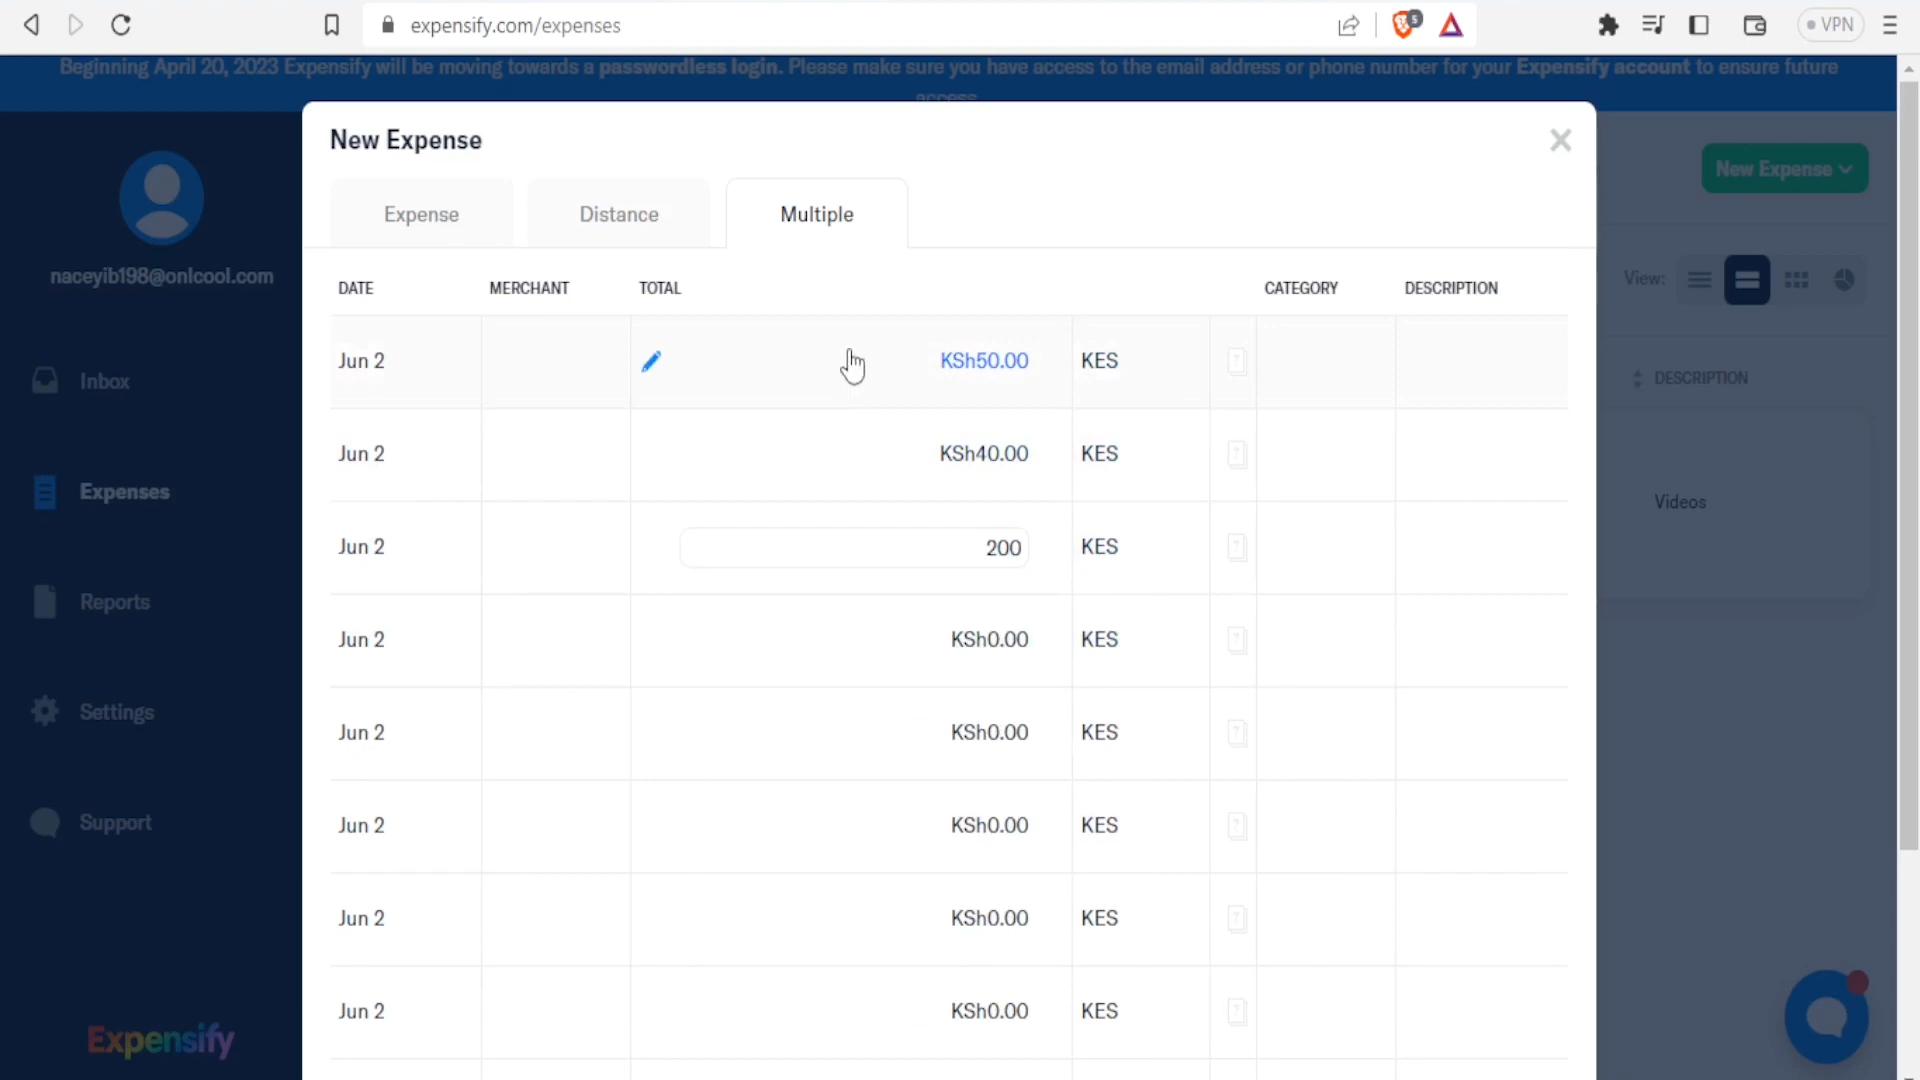 expensify.com/expenses
5
VPN
Beginning April 20, 2023 Expensify will be moving towards a passwordless login. Please make sure you have access to the email address or phone number for your Expensify account to ensure future
access
New Expense
New Expense
Expense
Distance
Multiple
naceyib198@onlcool.com
View:
DATE
MERCHANT
TOTAL
CATEGORY
DESCRIPTION
Jun 2
KSh50.00
KES
?
Inbox
DESCRIPTION
Jun 2
KSh40.00
KES
?
Expenses
Videos
Jun 2
200
KES
?
Reports
Jun 2
KSh0.00
KES
?
Settings
Jun 2
KSh0.00
KES
?
Support
Jun 2
KSh0.00
KES
?
Jun 2
KSh0.00
KES
?
Jun 2
KSh0.00
KES
?
Expensify